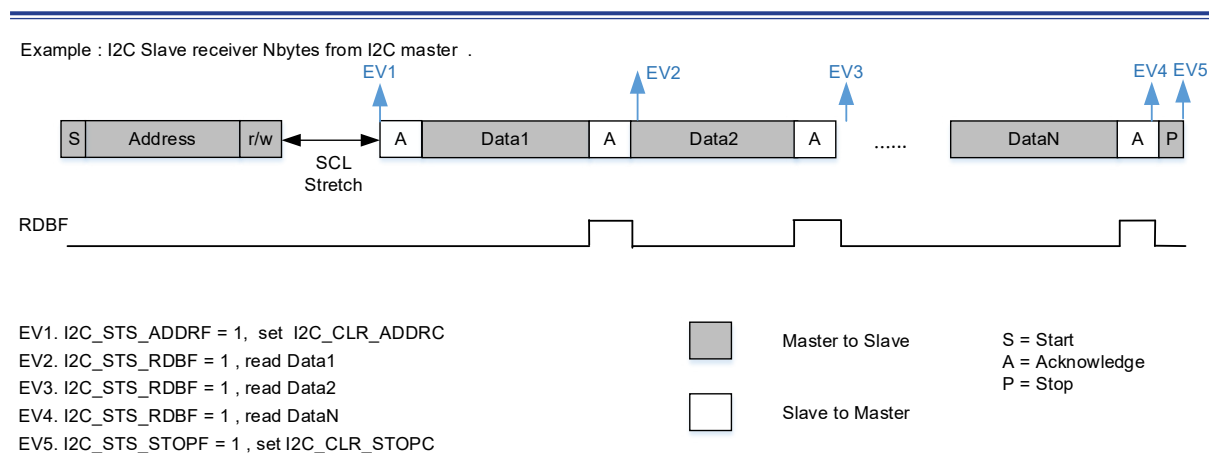 Example : I2C Slave receiver Nbytes from I2C master .
EV1 EV2 EV3 EV4 EV5
S Address r/w A Data1 A Data2 A ...... DataN A P
SCL
Stretch
RDBF
EV1. I2C_STS_ADDRF = 1, set I2C_CLR_ADDRC
EV2. I2C_STS_RDBF = 1 , read Data1
EV3. I2C_STS_RDBF = 1 , read Data2
EV4. I2C_STS_RDBF = 1 , read DataN
EV5. I2C_STS_STOPF = 1 , set I2C_CLR_STOPC
Master to Slave
Slave to Master
S = Start
A = Acknowledge
P = Stop